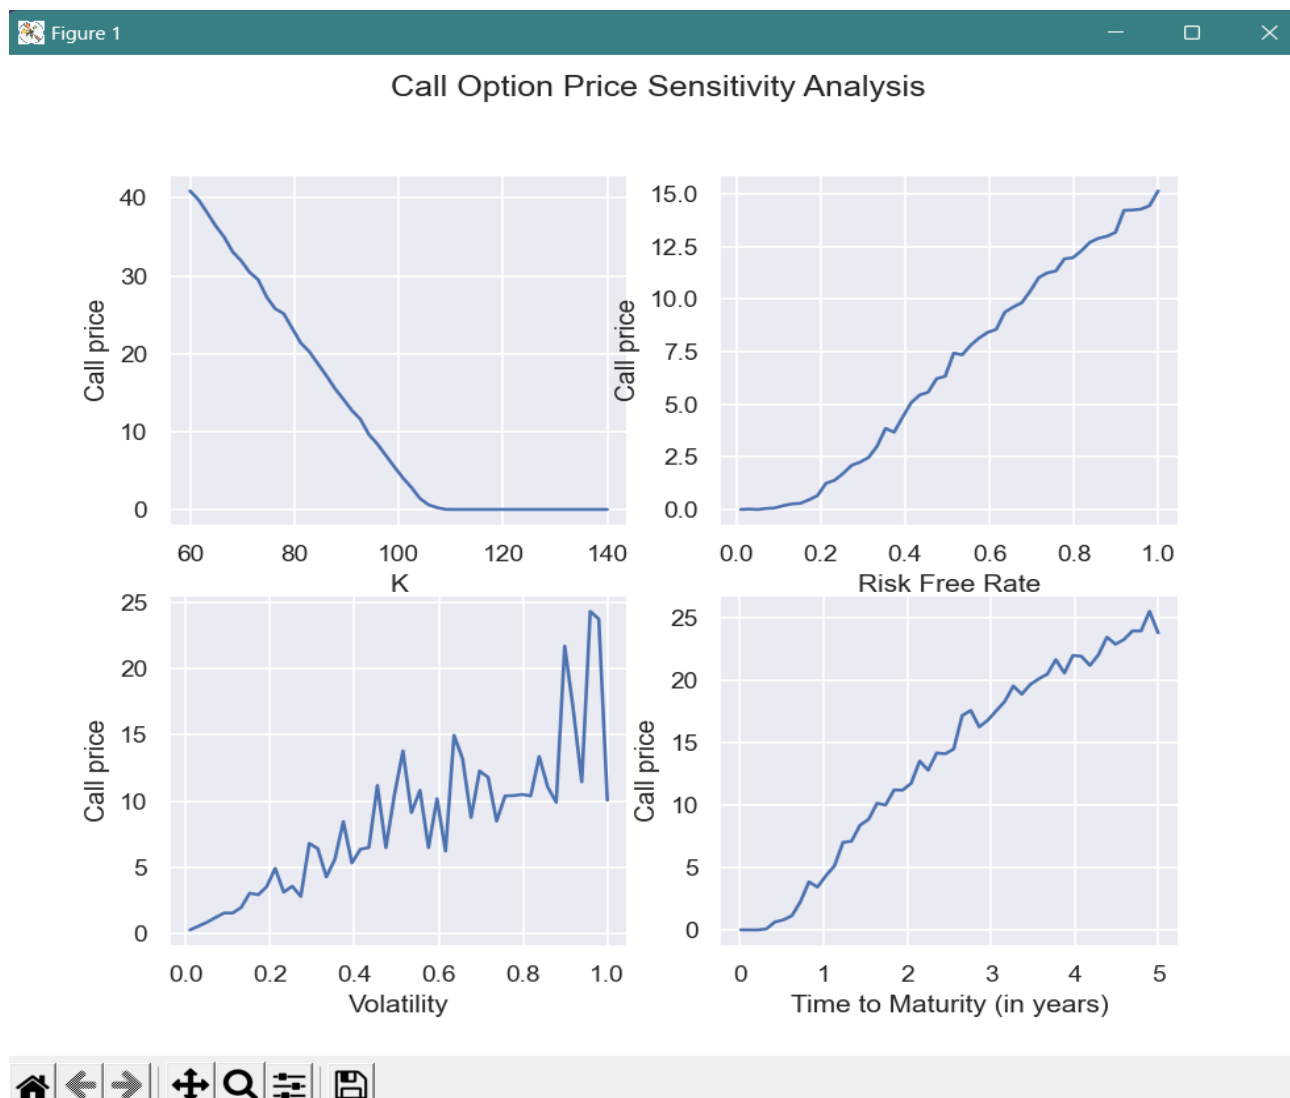 Figure 1
Call Option Price Sensitivity Analysis
40
30
20
10
0
Call price
60 80 100 120 140
K
15.0
12.5
10.0
7.5
5.0
2.5
0.0
Call price
0.0 0.2 0.4 0.6 0.8 1.0
Risk Free Rate
25
20
15
10
5
0
Call price
0.0 0.2 0.4 0.6 0.8 1.0
Volatility
25
20
15
10
5
0
Call price
0 1 2 3 4 5
Time to Maturity (in years)